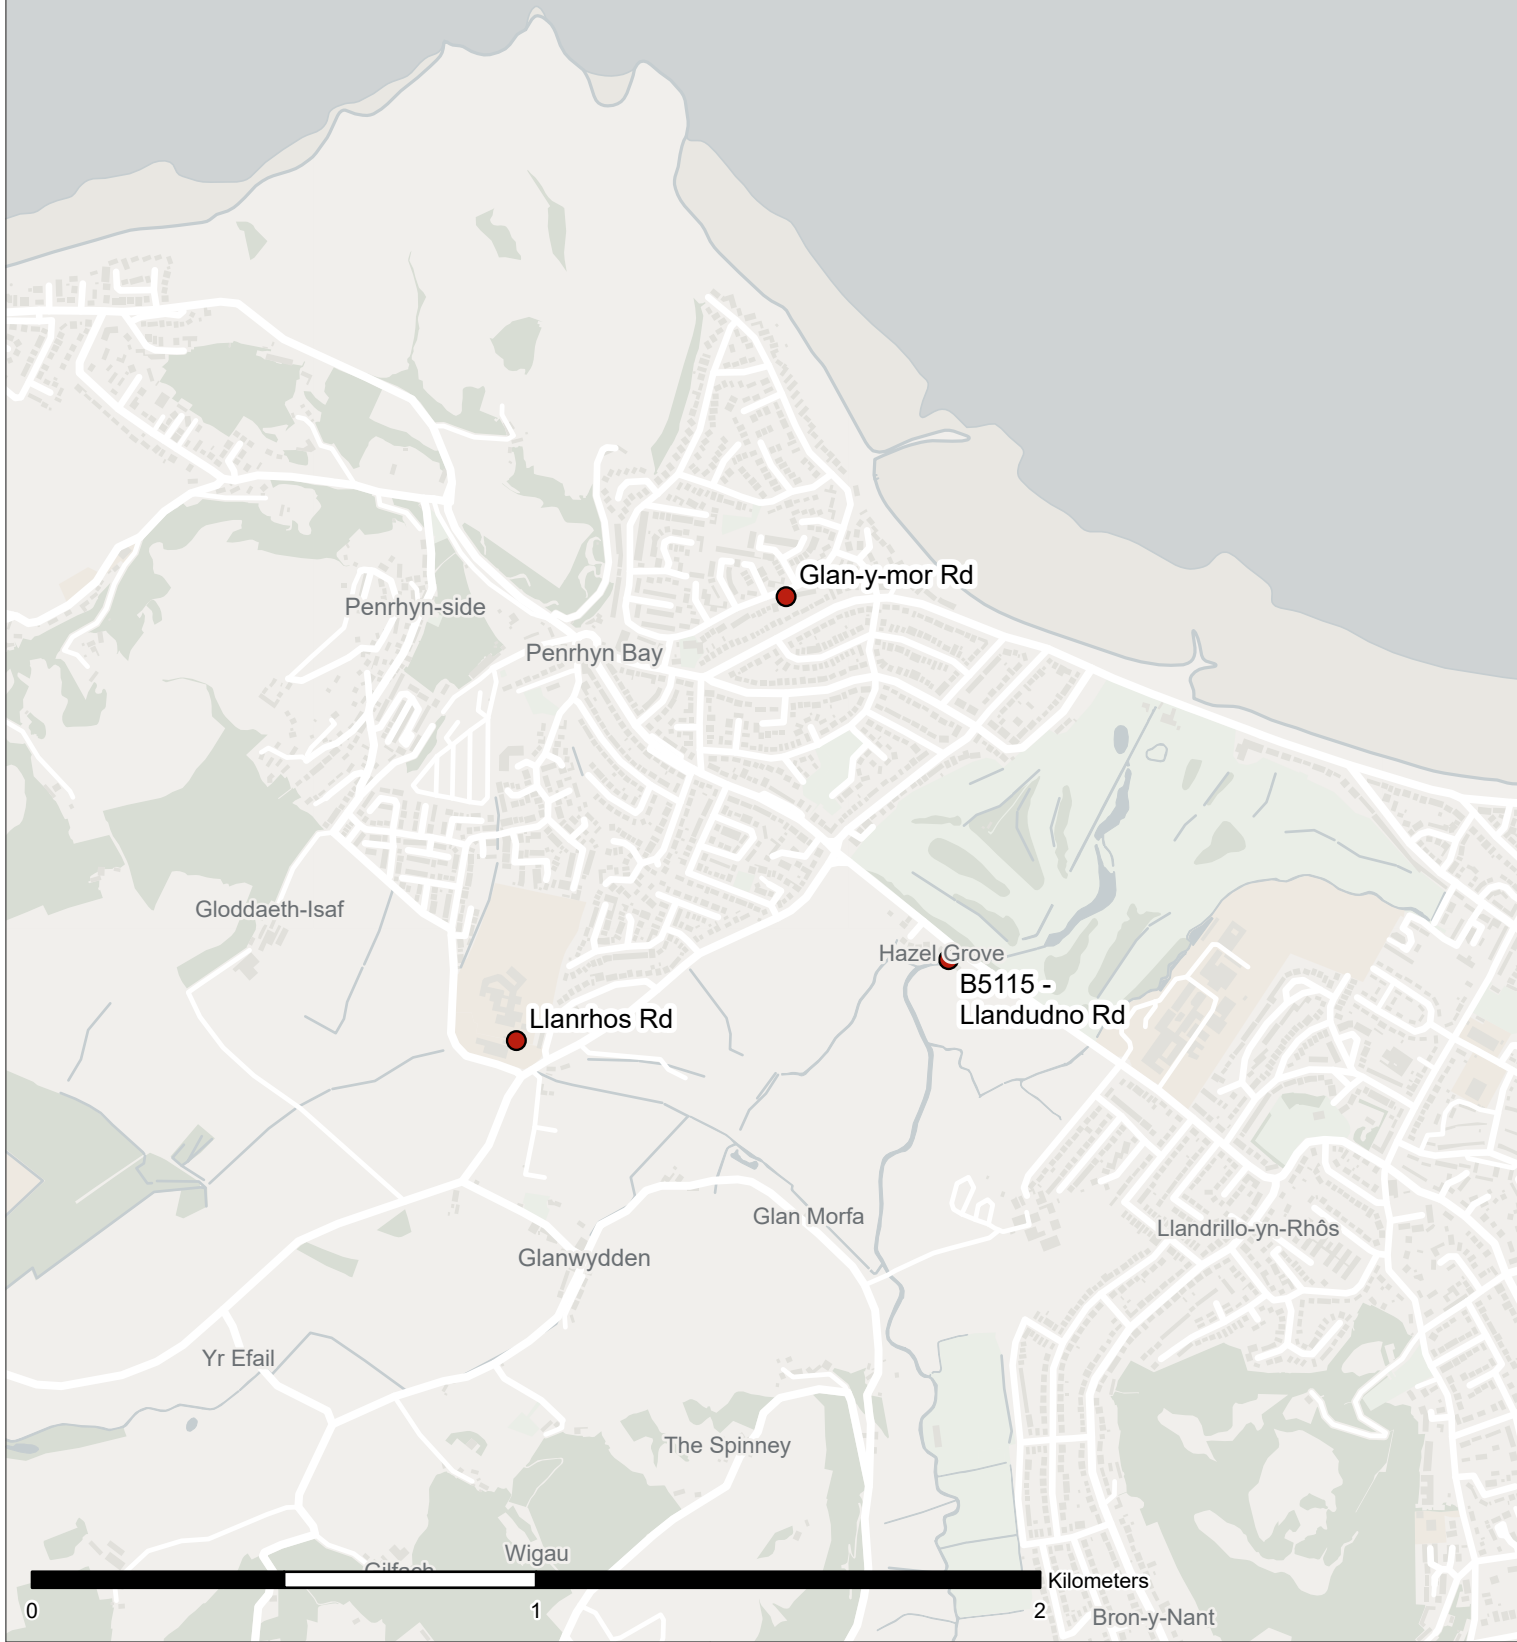 Glan-y-mor Rd
Penrhyn-side
Penrhyn Bay
Gloddaeth-Isaf
Hazel Grove
B5115 -
Llandudno Rd
Llanrhos Rd
Glan Morfa
Llandrillo-yn-Rhôs
Glanwydden
Yr Efail
The Spinney
Wigau
Gilfach
Kilometers
0
1
2
Bron-y-Nant